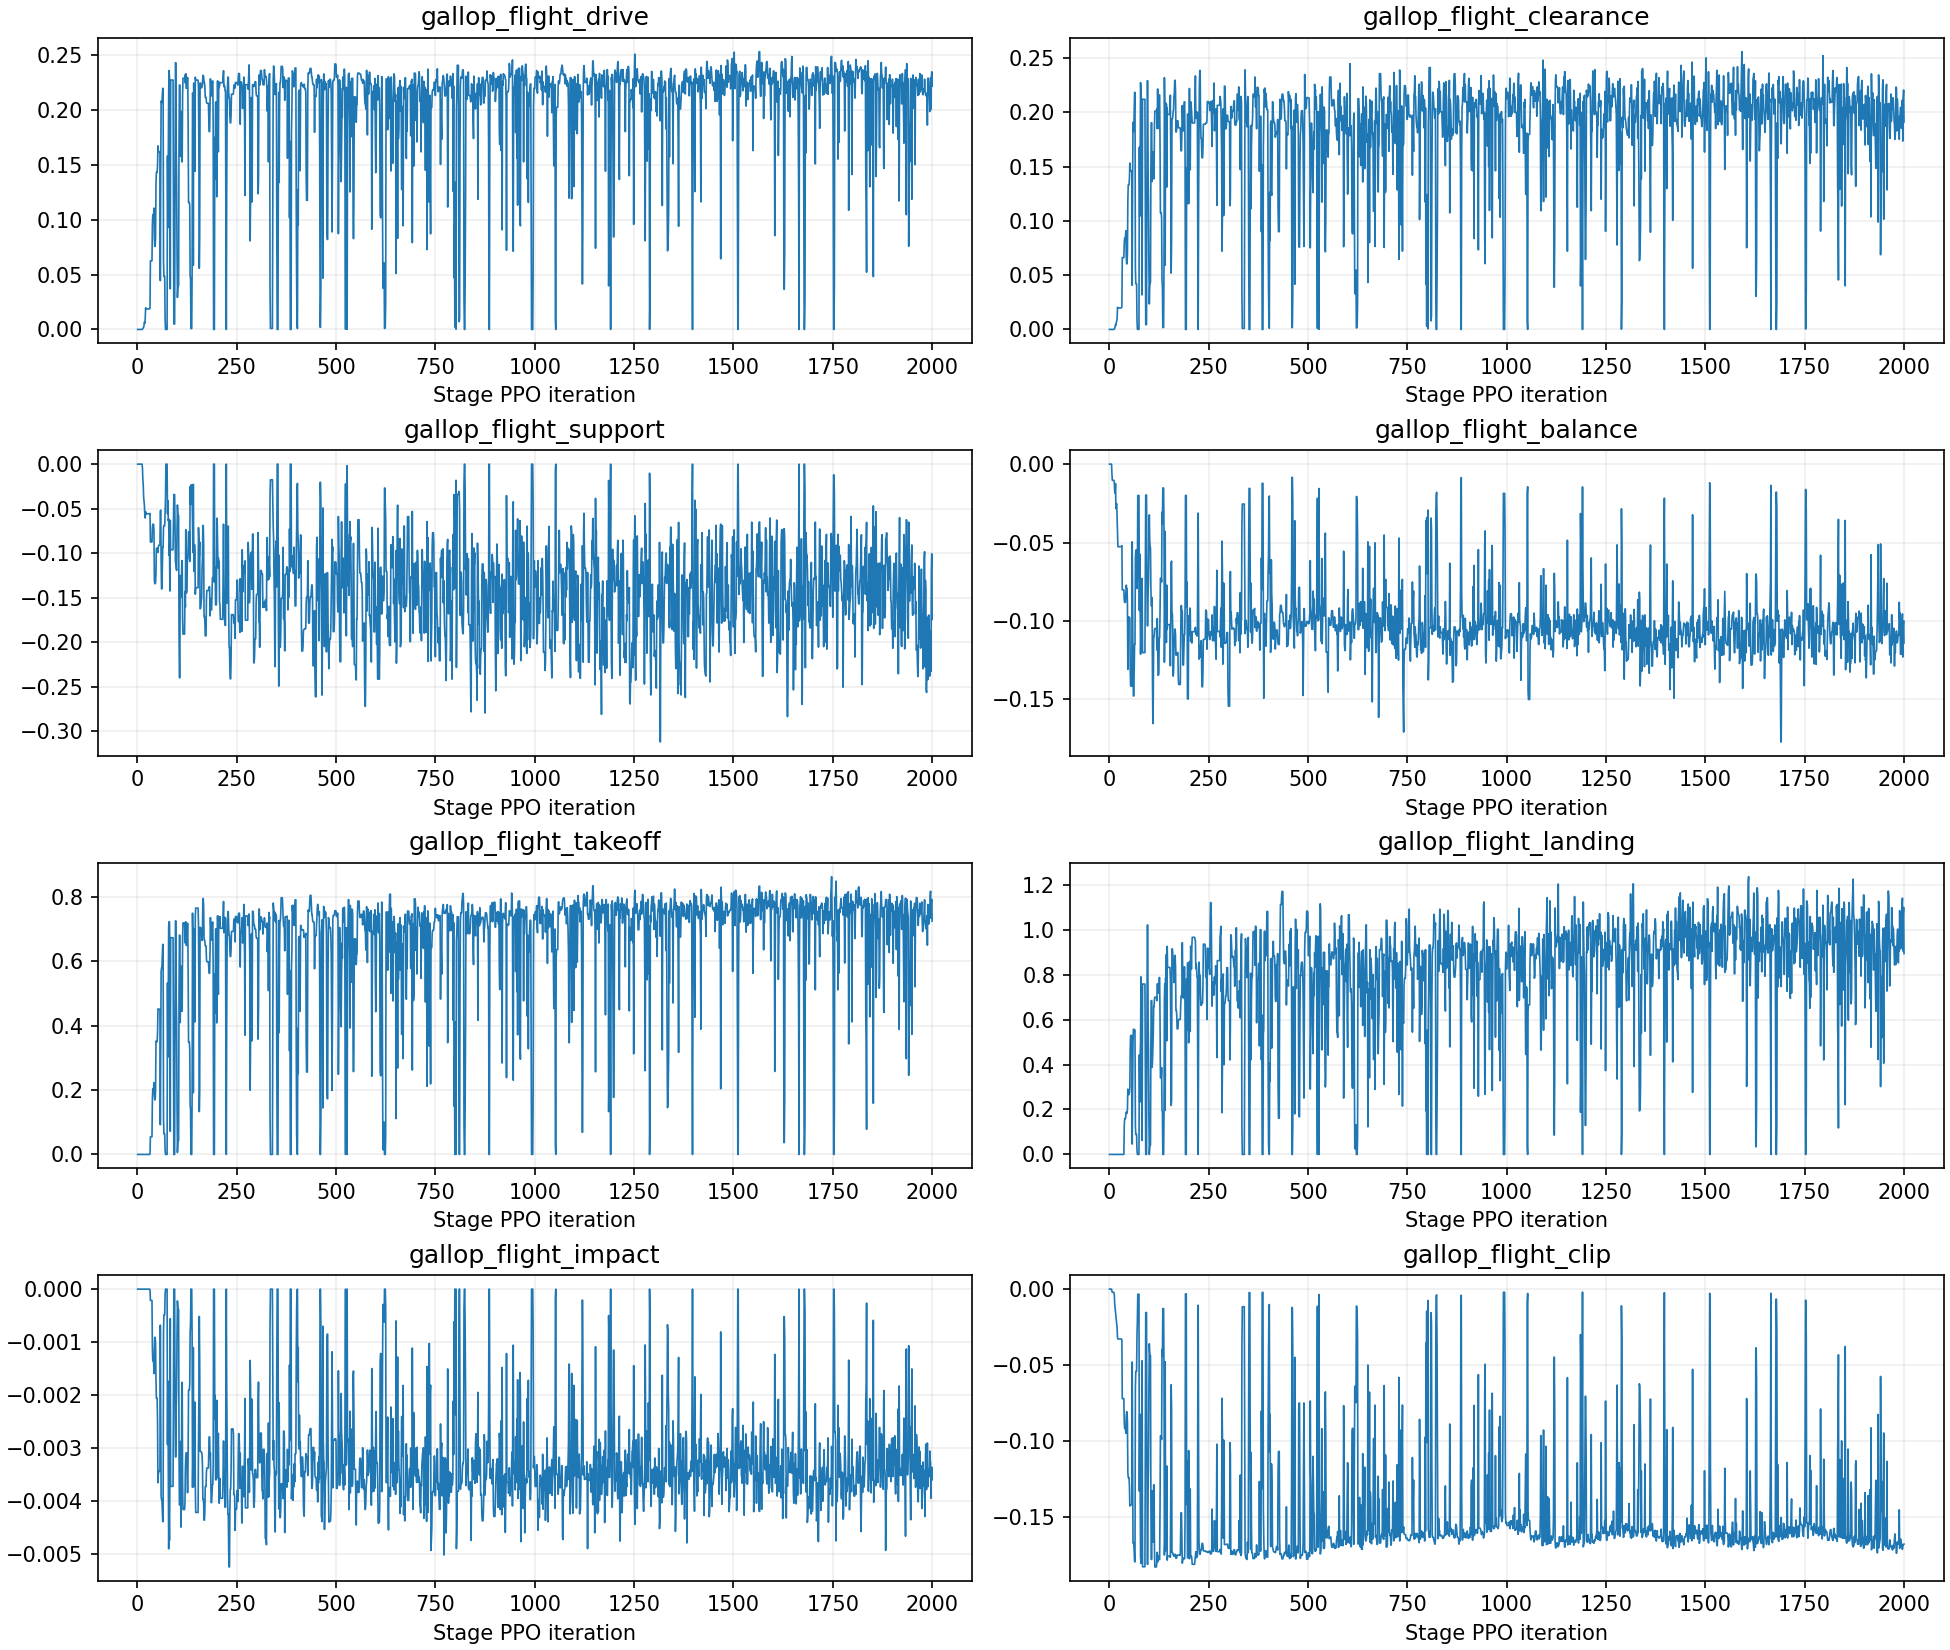 gallop_flight_drive
0.25
0.20
0.15
0.10
0.05
0.00
0 250 500 750 1000 1250 1500 1750 2000
Stage PPO iteration
gallop_flight_clearance
0.25
0.20
0.15
0.10
0.05
0.00
0 250 500 750 1000 1250 1500 1750 2000
Stage PPO iteration
gallop_flight_support
0.00
−0.05
−0.10
−0.15
−0.20
−0.25
−0.30
0 250 500 750 1000 1250 1500 1750 2000
Stage PPO iteration
gallop_flight_balance
0.00
−0.05
−0.10
−0.15
0 250 500 750 1000 1250 1500 1750 2000
Stage PPO iteration
gallop_flight_takeoff
0.8
0.6
0.4
0.2
0.0
0 250 500 750 1000 1250 1500 1750 2000
Stage PPO iteration
gallop_flight_landing
1.2
1.0
0.8
0.6
0.4
0.2
0.0
0 250 500 750 1000 1250 1500 1750 2000
Stage PPO iteration
gallop_flight_impact
0.000
−0.001
−0.002
−0.003
−0.004
−0.005
0 250 500 750 1000 1250 1500 1750 2000
Stage PPO iteration
gallop_flight_clip
0.00
−0.05
−0.10
−0.15
0 250 500 750 1000 1250 1500 1750 2000
Stage PPO iteration